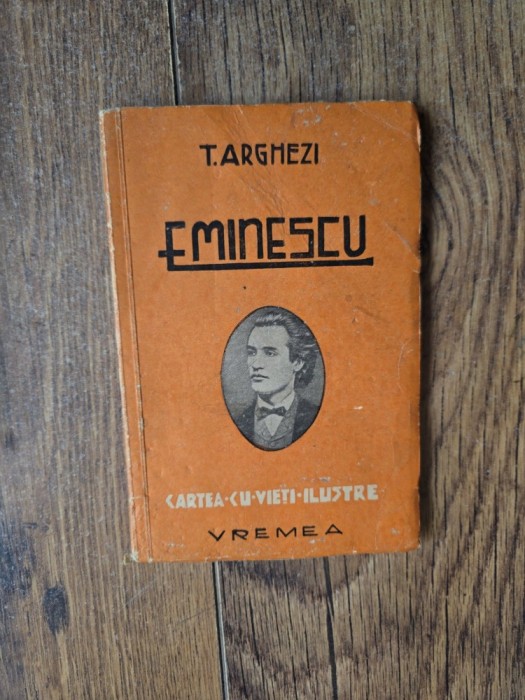 T. ARGHEZI
EMINESCU
CARTEA·CU·VIEȚI·ILUSTRE
VREMEA